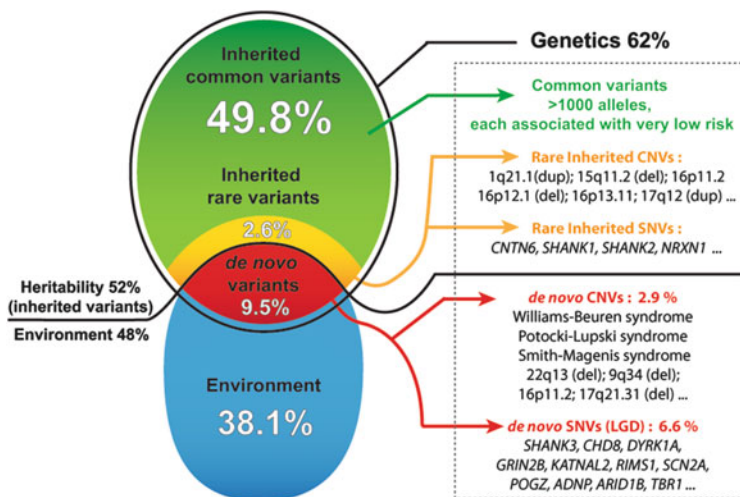 Inherited
common variants
49.8%
Inherited
rare variants
2.6%
de novo
variants
9.5%
Heritability 52%
(inherited variants)
Environment 48%
Environment
38.1%
Genetics 62%
Common variants
>1000 alleles,
each associated with very low risk
Rare Inherited CNVs :
1q21.1(dup); 15q11.2 (del); 16p11.2
16p12.1 (del); 16p13.11; 17q12 (dup) ...
Rare Inherited SNVs :
CNTN6, SHANK1, SHANK2, NRXN1 ...
de novo CNVs : 2.9 %
Williams-Beuren syndrome
Potocki-Lupski syndrome
Smith-Magenis syndrome
22q13 (del); 9q34 (del);
16p11.2; 17q21.31 (del) ...
de novo SNVs (LGD) : 6.6 %
SHANK3, CHD8, DYRK1A,
GRIN2B, KATNAL2, RIMS1, SCN2A,
POGZ, ADNP, ARID1B, TBR1 ...